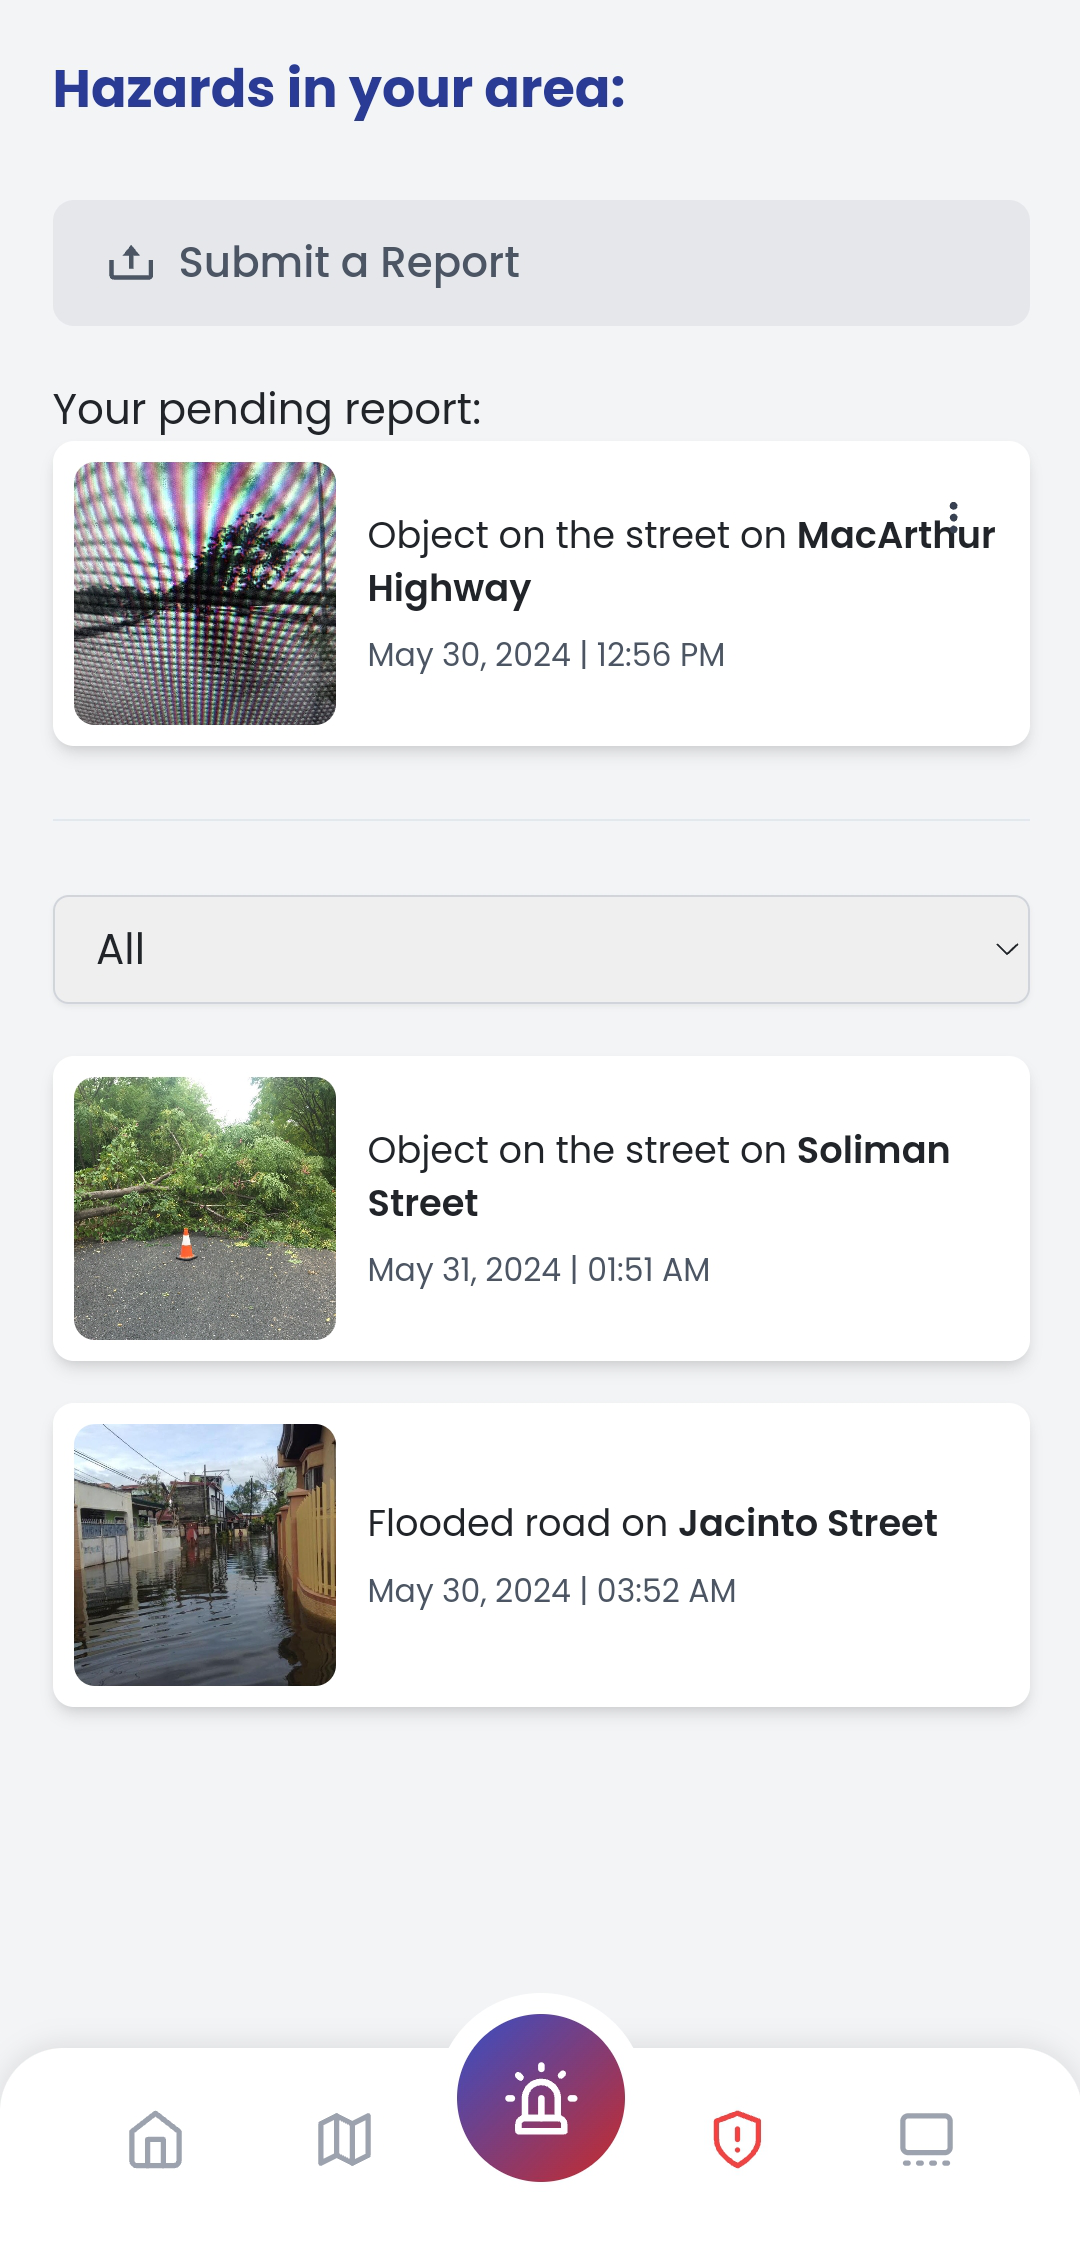 Hazards in your area:
Submit a Report
Your pending report:
Object on the street on MacArthur
Highway
May 30, 2024 | 12:56 PM
All
Object on the street on Soliman
Street
May 31, 2024 | 01:51 AM
Flooded road on Jacinto Street
May 30, 2024 | 03:52 AM